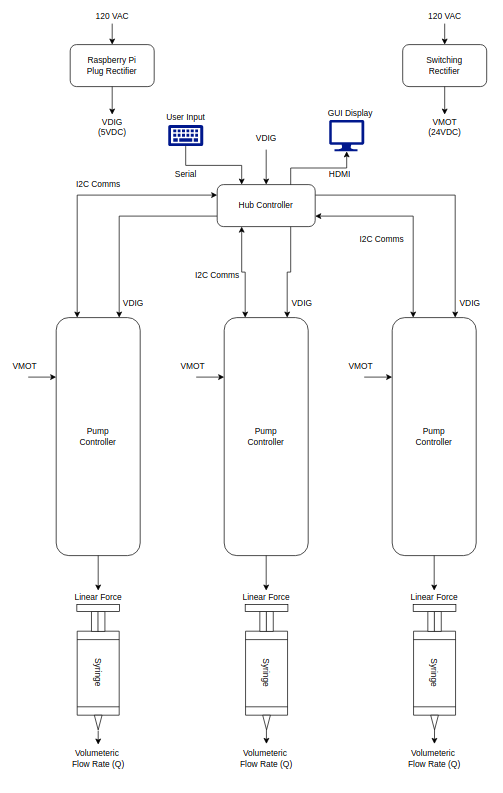 120 VAC
120 VAC
Raspberry Pi
Plug Rectifier
Switching
Rectifier
VDIG
(5VDC)
User Input
GUI Display
VMOT
(24VDC)
VDIG
Serial
HDMI
I2C Comms
Hub Controller
I2C Comms
I2C Comms
VDIG
VDIG
VDIG
VMOT
VMOT
VMOT
Pump
Controller
Pump
Controller
Pump
Controller
Linear Force
Linear Force
Linear Force
Syringe
Syringe
Syringe
Volumeteric
Flow Rate (Q)
Volumeteric
Flow Rate (Q)
Volumeteric
Flow Rate (Q)